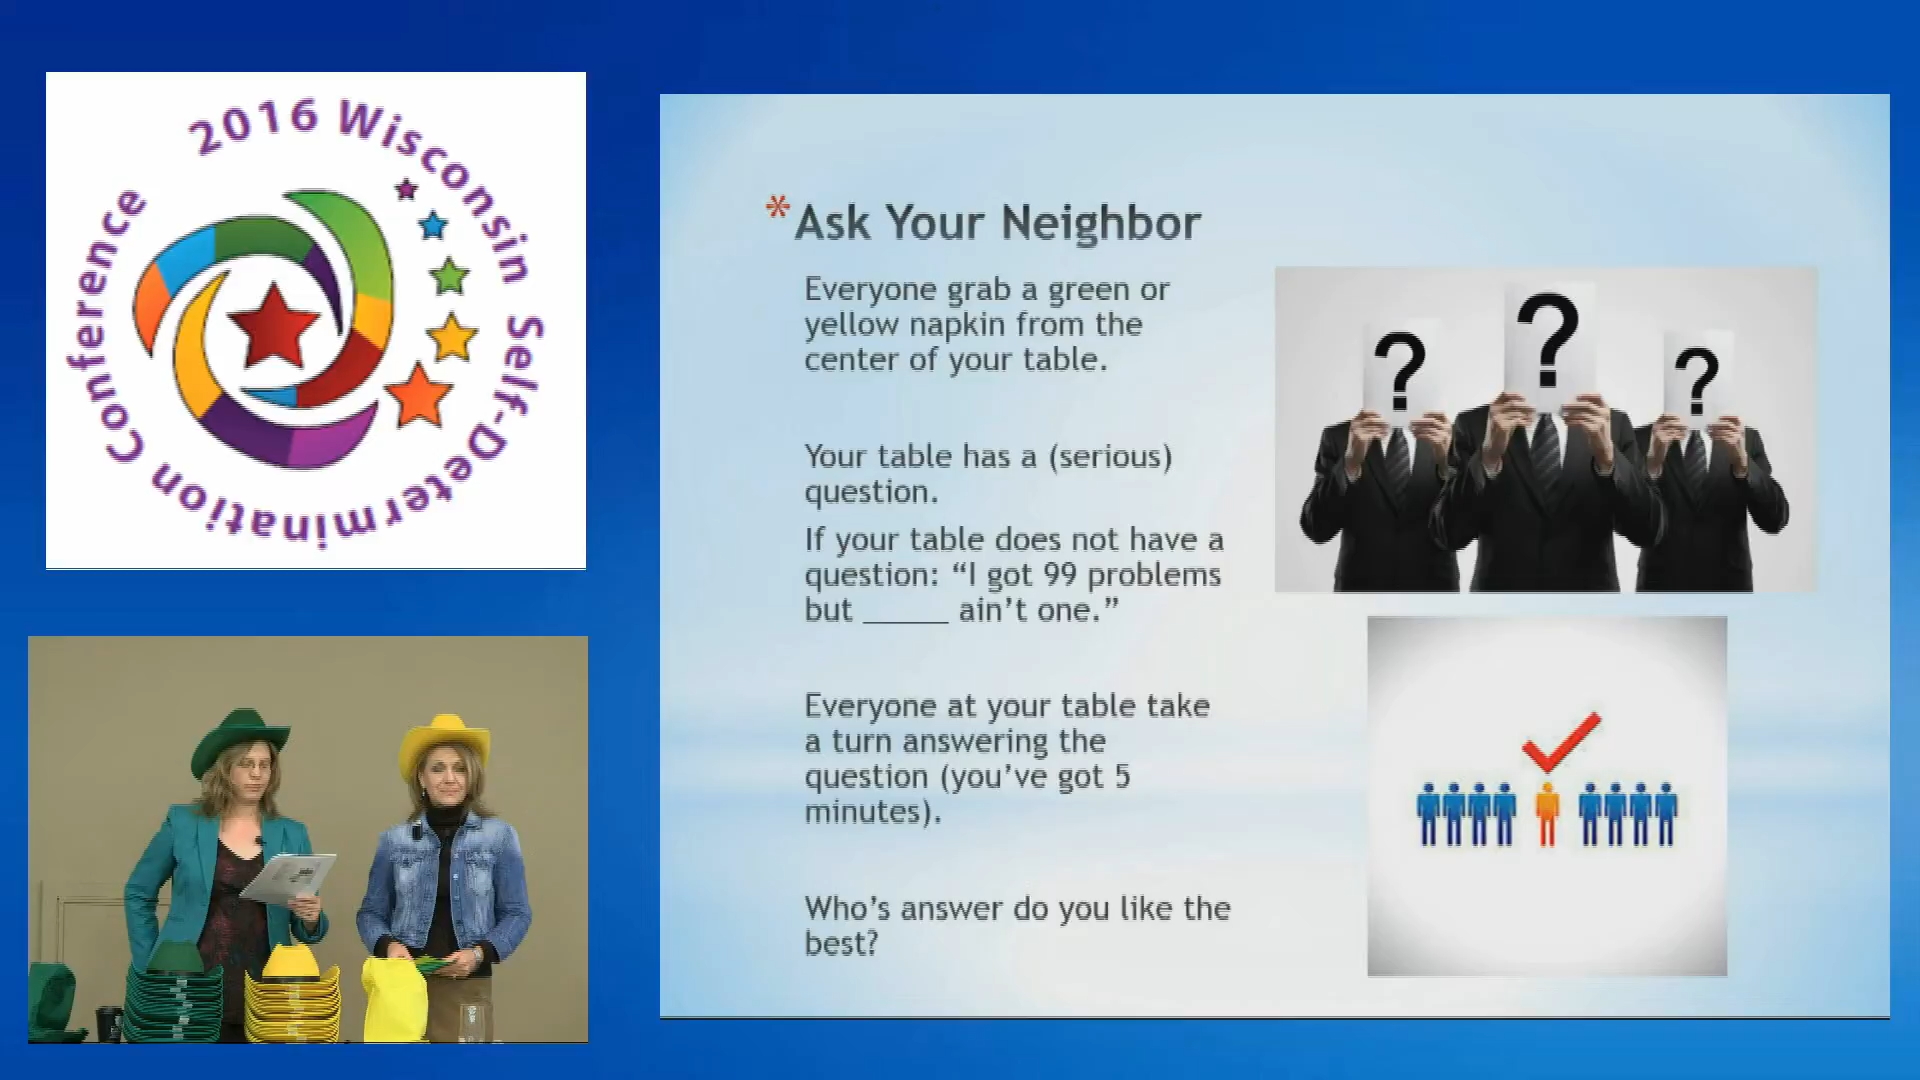 2016 Wisconsin Self-Determination Conference
*Ask Your Neighbor
Everyone grab a green or
yellow napkin from the
center of your table.
Your table has a (serious)
question.
If your table does not have a
question: “I got 99 problems
but _____ ain’t one.”
Everyone at your table take
a turn answering the
question (you’ve got 5
minutes).
Who’s answer do you like the
best?
? ? ?